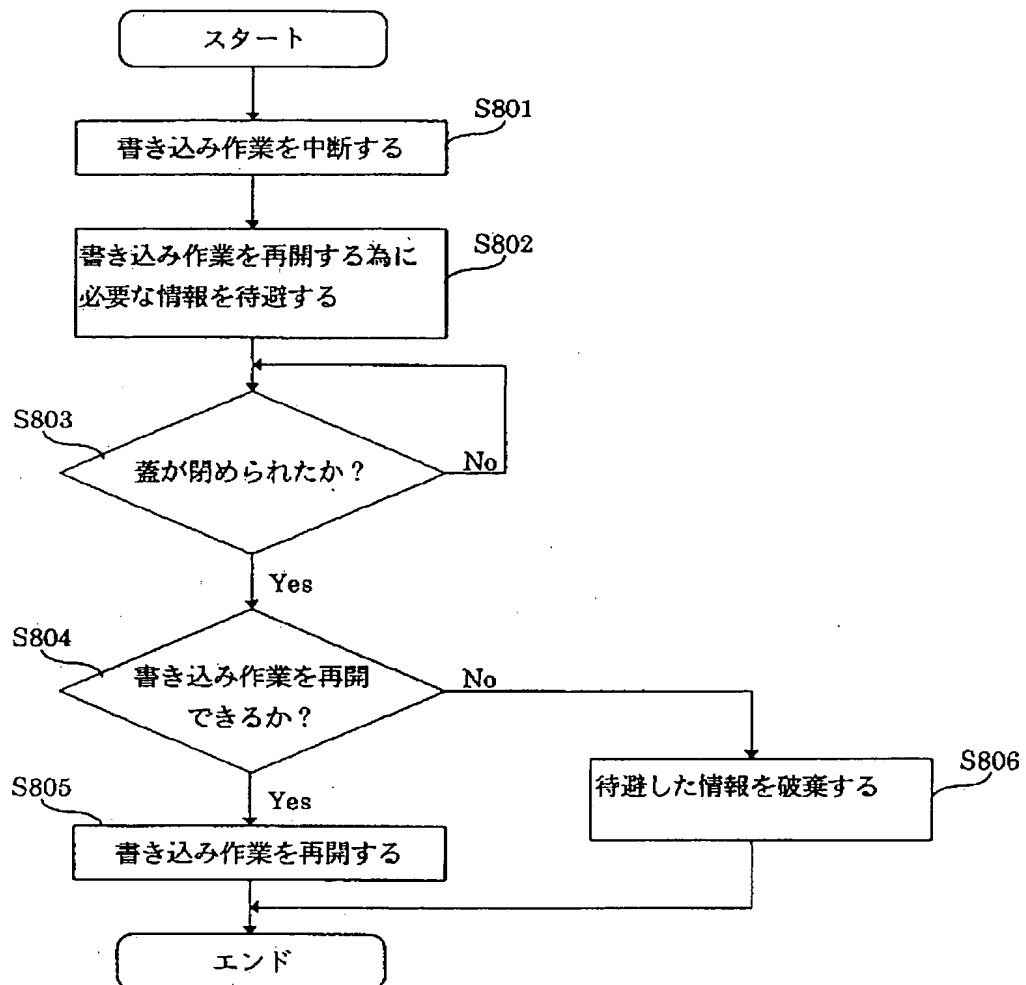 スタート
S801
書き込み作業を中断する
S802
書き込み作業を再開する為に
必要な情報を待避する
S803
蓋が閉められたか？
No
Yes
S804
書き込み作業を再開
できるか？
No
S806
待避した情報を破棄する
S805
Yes
書き込み作業を再開する
エンド